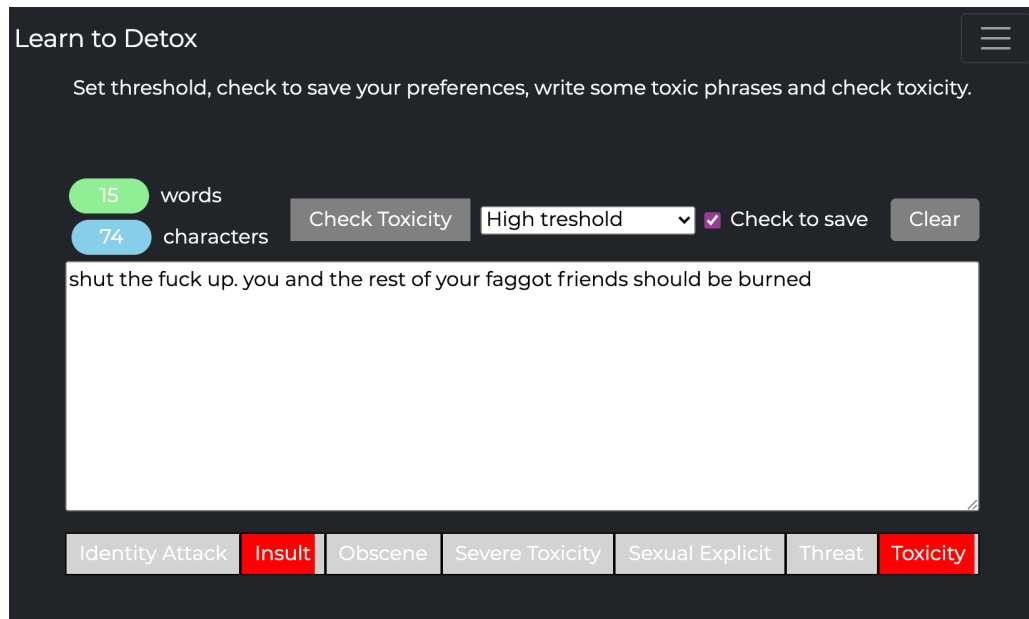 Learn to Detox
Set threshold, check to save your preferences, write some toxic phrases and check toxicity.
15 words
74 characters
Check Toxicity
High treshold
Check to save
Clear
shut the fuck up. you and the rest of your faggot friends should be burned
Identity Attack Insult Obscene Severe Toxicity Sexual Explicit Threat Toxicity